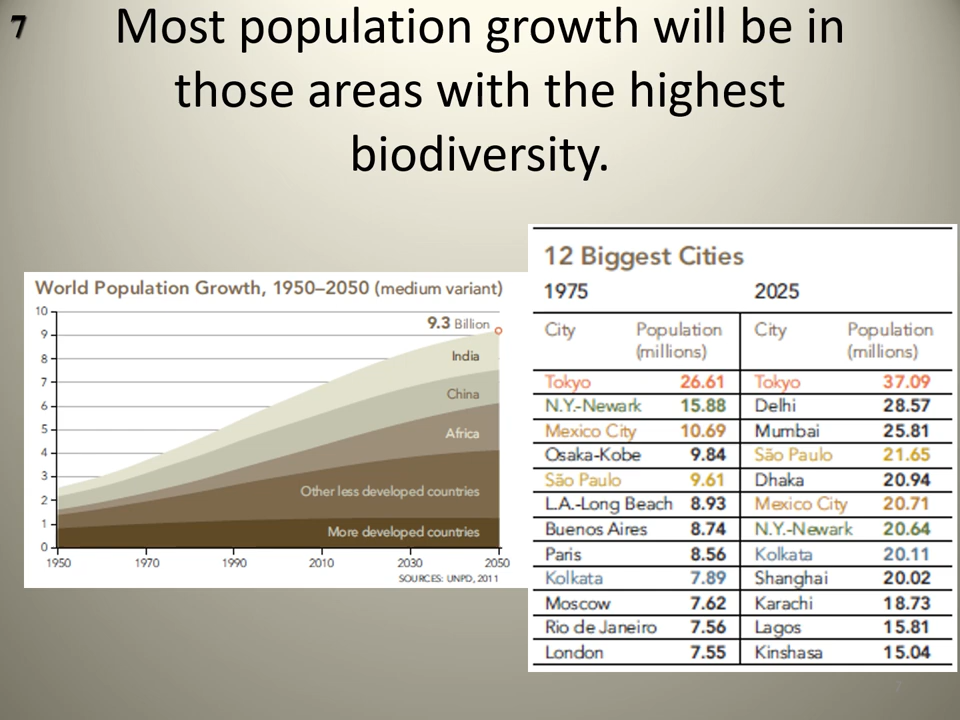 7
Most population growth will be in
those areas with the highest
biodiversity.
World Population Growth, 1950–2050 (medium variant)
10
9
8
7
6
5
4
3
2
1
0
9.3 Billion
India
China
Africa
Other less developed countries
More developed countries
1950 1970 1990 2010 2030 2050
SOURCES: UNPD, 2011
12 Biggest Cities
1975 2025
City Population (millions) City Population (millions)
Tokyo 26.61 Tokyo 37.09
N.Y.-Newark 15.88 Delhi 28.57
Mexico City 10.69 Mumbai 25.81
Osaka-Kobe 9.84 São Paulo 21.65
São Paulo 9.61 Dhaka 20.94
L.A.-Long Beach 8.93 Mexico City 20.71
Buenos Aires 8.74 N.Y.-Newark 20.64
Paris 8.56 Kolkata 20.11
Kolkata 7.89 Shanghai 20.02
Moscow 7.62 Karachi 18.73
Rio de Janeiro 7.56 Lagos 15.81
London 7.55 Kinshasa 15.04
7